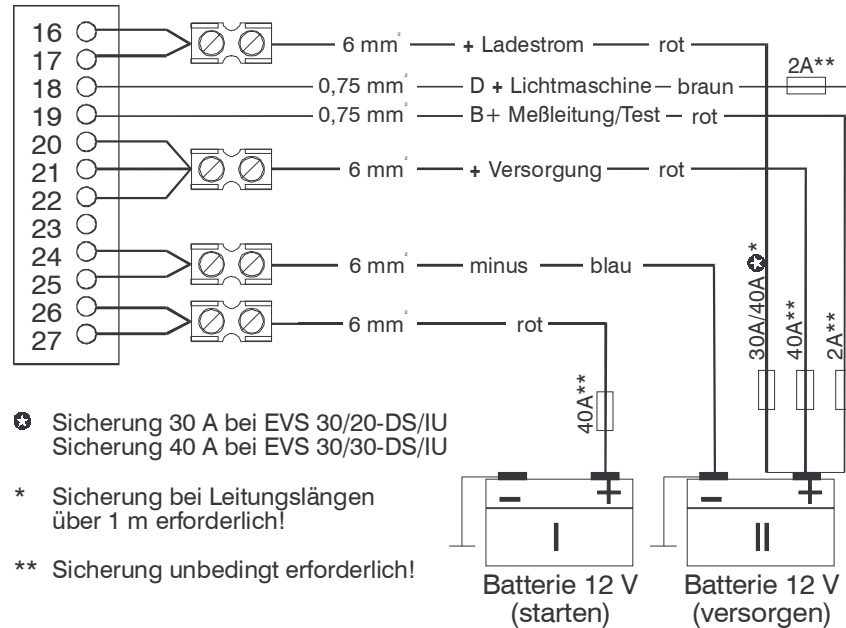 16
17
18
19
20
21
22
23
24
25
26
27
6 mm² + Ladestrom rot
0,75 mm² D + Lichtmaschine braun 2A**
0,75 mm² B+ Meßleitung/Test rot
6 mm² + Versorgung rot
6 mm² minus blau
6 mm² rot
30A/40A✪*
40A**
2A**
40A**
✪ Sicherung 30 A bei EVS 30/20-DS/IU
Sicherung 40 A bei EVS 30/30-DS/IU
* Sicherung bei Leitungslängen
über 1 m erforderlich!
** Sicherung unbedingt erforderlich!
− +
I
− +
II
Batterie 12 V
(starten)
Batterie 12 V
(versorgen)